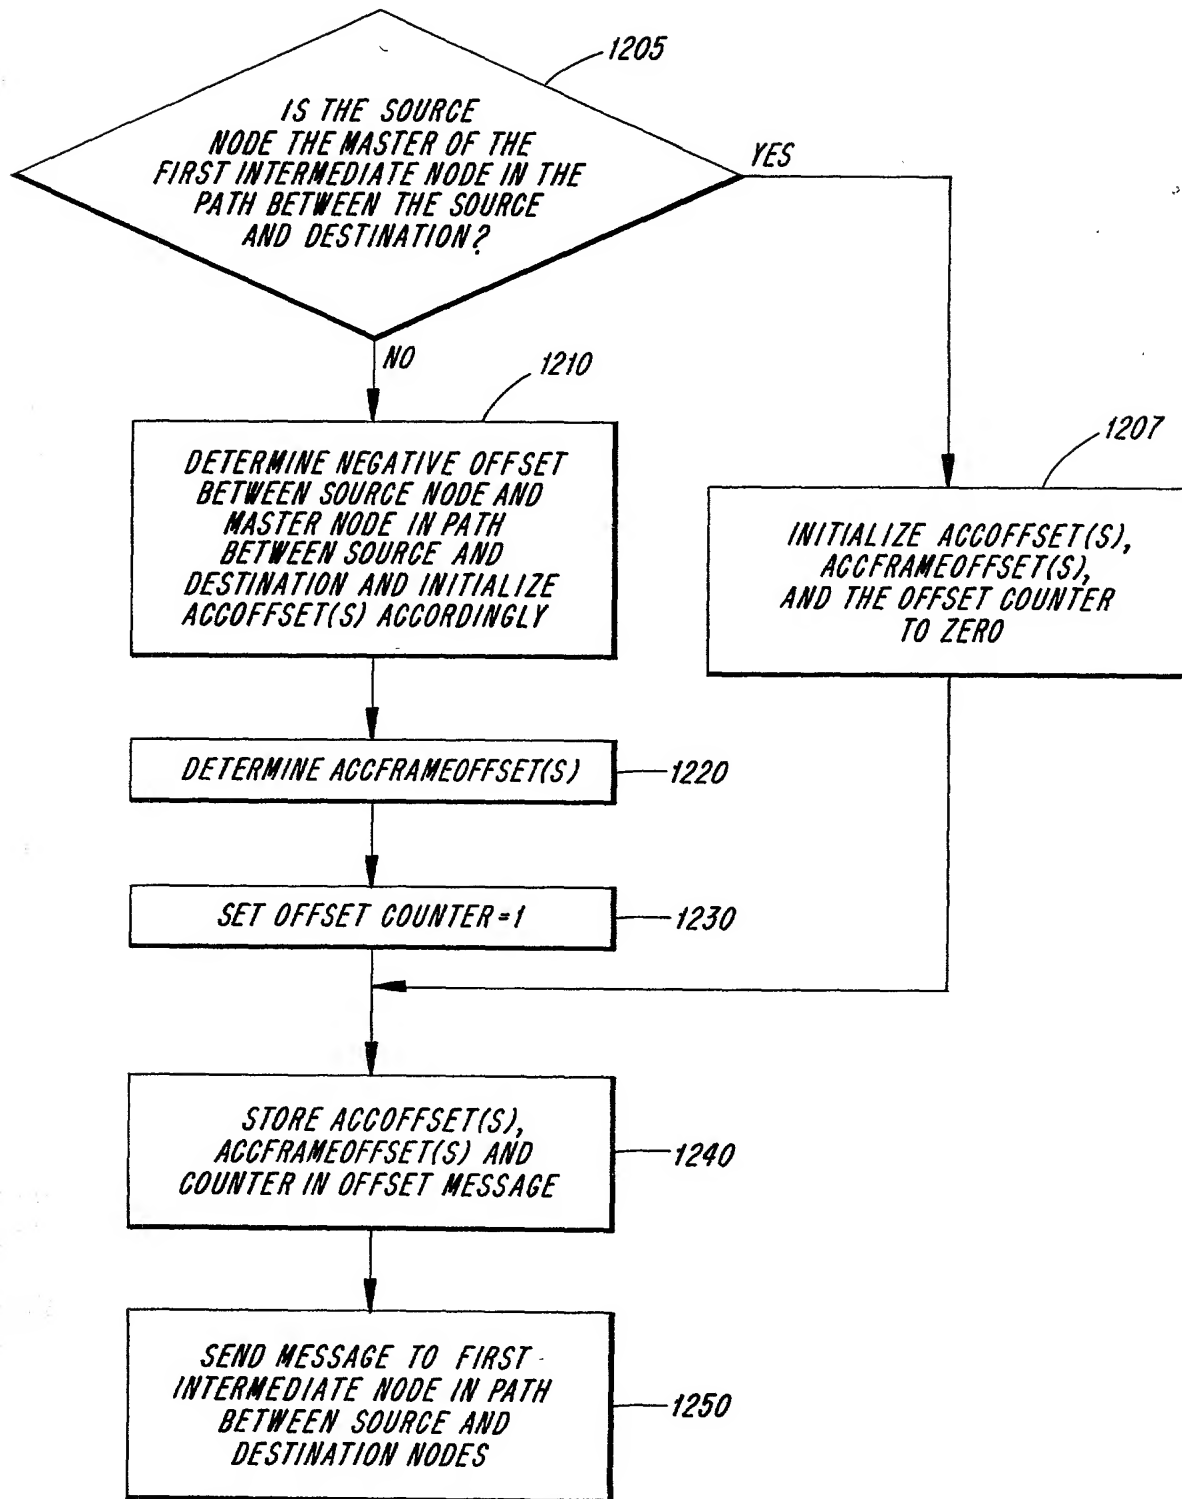 1205
IS THE SOURCE
NODE THE MASTER OF THE
FIRST INTERMEDIATE NODE IN THE
PATH BETWEEN THE SOURCE
AND DESTINATION?
YES
NO
1210
DETERMINE NEGATIVE OFFSET
BETWEEN SOURCE NODE AND
MASTER NODE IN PATH
BETWEEN SOURCE AND
DESTINATION AND INITIALIZE
ACCOFFSET(S) ACCORDINGLY
1207
INITIALIZE ACCOFFSET(S),
ACCFRAMEOFFSET(S),
AND THE OFFSET COUNTER
TO ZERO
DETERMINE ACCFRAMEOFFSET(S)
1220
SET OFFSET COUNTER=1
1230
STORE ACCOFFSET(S),
ACCFRAMEOFFSET(S) AND
COUNTER IN OFFSET MESSAGE
1240
SEND MESSAGE TO FIRST
INTERMEDIATE NODE IN PATH
BETWEEN SOURCE AND
DESTINATION NODES
1250